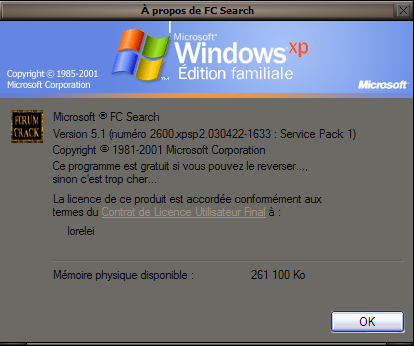 À propos de FC Search
Microsoft®
Windows xp
Édition familiale
Copyright © 1985-2001
Microsoft Corporation
Microsoft
FORUM
CRACK
Microsoft ® FC Search
Version 5.1 (numéro 2600.xpsp2.030422-1633 : Service Pack 1)
Copyright © 1981-2001 Microsoft Corporation
Ce programme est gratuit si vous pouvez le reverser...,
sinon c'est trop cher...
La licence de ce produit est accordée conformément aux
termes du Contrat de Licence Utilisateur Final à :
lorelei
Mémoire physique disponible : 261 100 Ko
OK